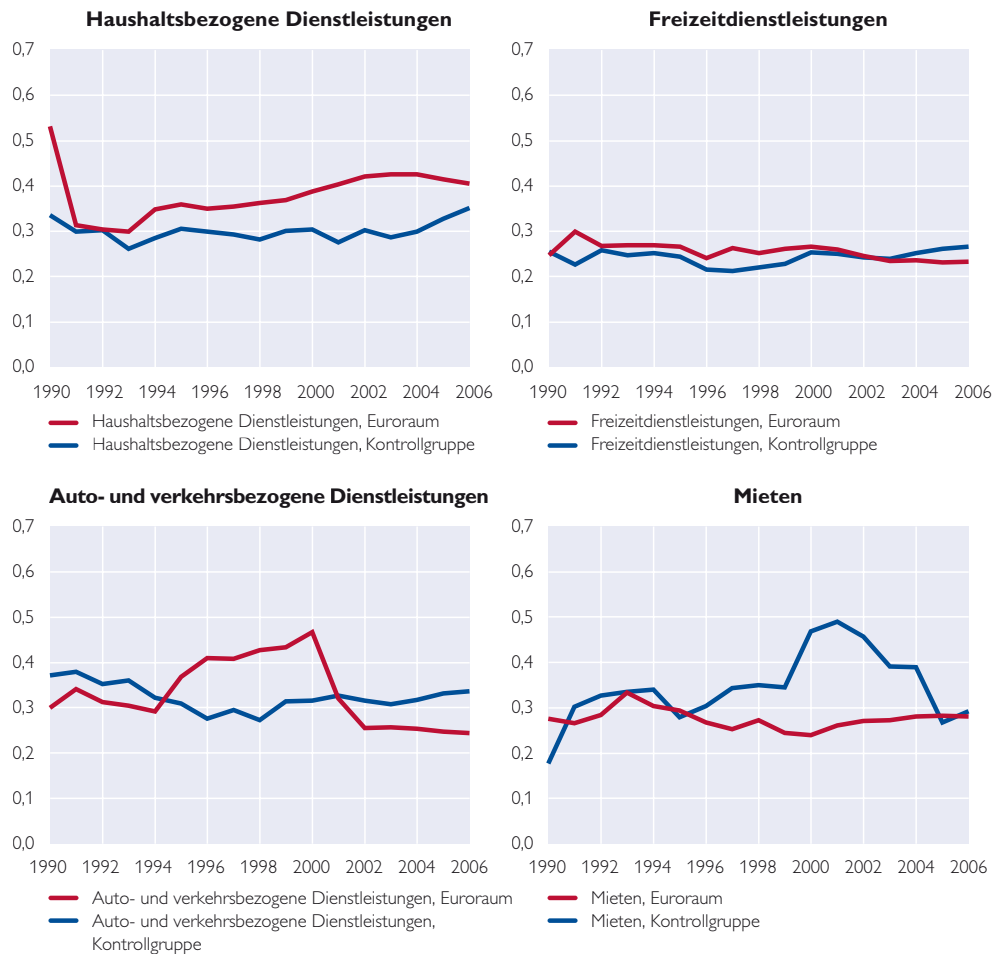 Haushaltsbezogene Dienstleistungen
0,7
0,6
0,5
0,4
0,3
0,2
0,1
0,0
1990 1992 1994 1996 1998 2000 2002 2004 2006
Haushaltsbezogene Dienstleistungen, Euroraum
Haushaltsbezogene Dienstleistungen, Kontrollgruppe
Freizeitdienstleistungen
0,7
0,6
0,5
0,4
0,3
0,2
0,1
0,0
1990 1992 1994 1996 1998 2000 2002 2004 2006
Freizeitdienstleistungen, Euroraum
Freizeitdienstleistungen, Kontrollgruppe
Auto- und verkehrsbezogene Dienstleistungen
0,7
0,6
0,5
0,4
0,3
0,2
0,1
0,0
1990 1992 1994 1996 1998 2000 2002 2004 2006
Auto- und verkehrsbezogene Dienstleistungen, Euroraum
Auto- und verkehrsbezogene Dienstleistungen,
Kontrollgruppe
Mieten
0,7
0,6
0,5
0,4
0,3
0,2
0,1
0,0
1990 1992 1994 1996 1998 2000 2002 2004 2006
Mieten, Euroraum
Mieten, Kontrollgruppe